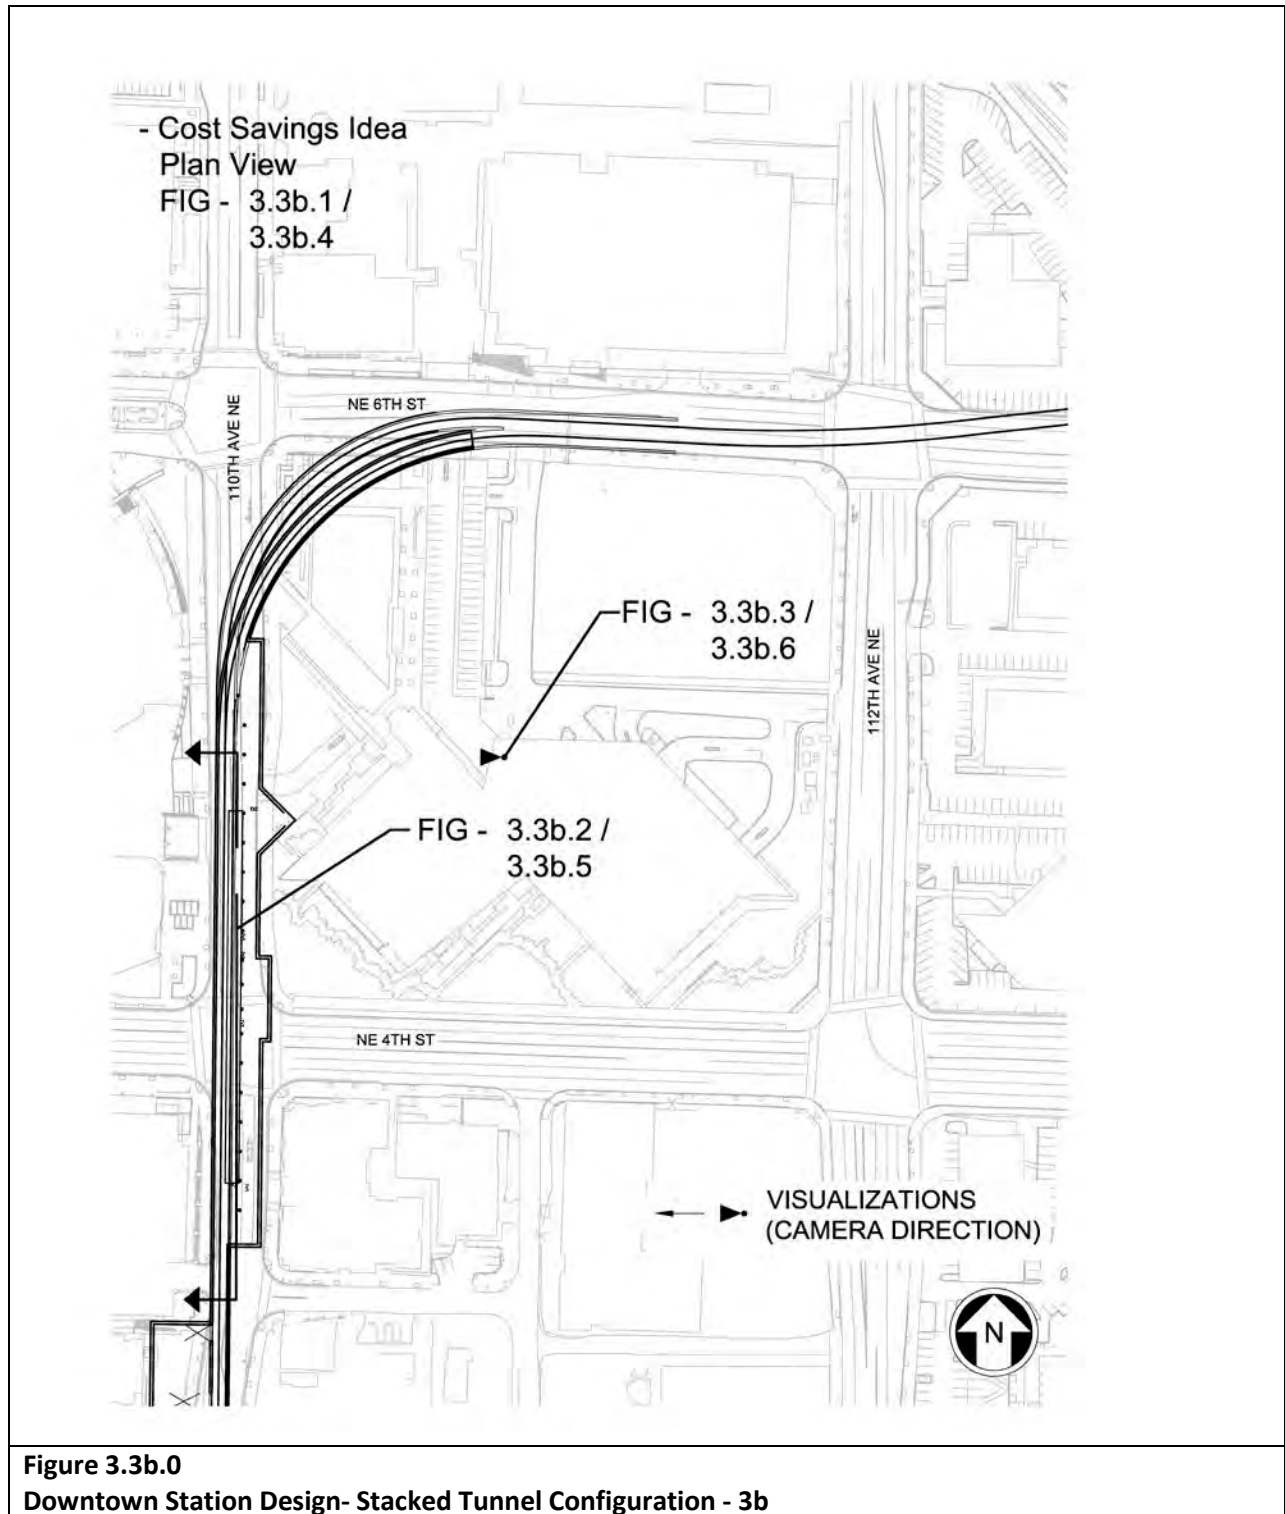 - Cost Savings Idea
Plan View
FIG - 3.3b.1 /
3.3b.4
NE 6TH ST
110TH AVE NE
FIG - 3.3b.3 /
3.3b.6
112TH AVE NE
FIG - 3.3b.2 /
3.3b.5
NE 4TH ST
VISUALIZATIONS
(CAMERA DIRECTION)
N
Figure 3.3b.0
Downtown Station Design- Stacked Tunnel Configuration - 3b